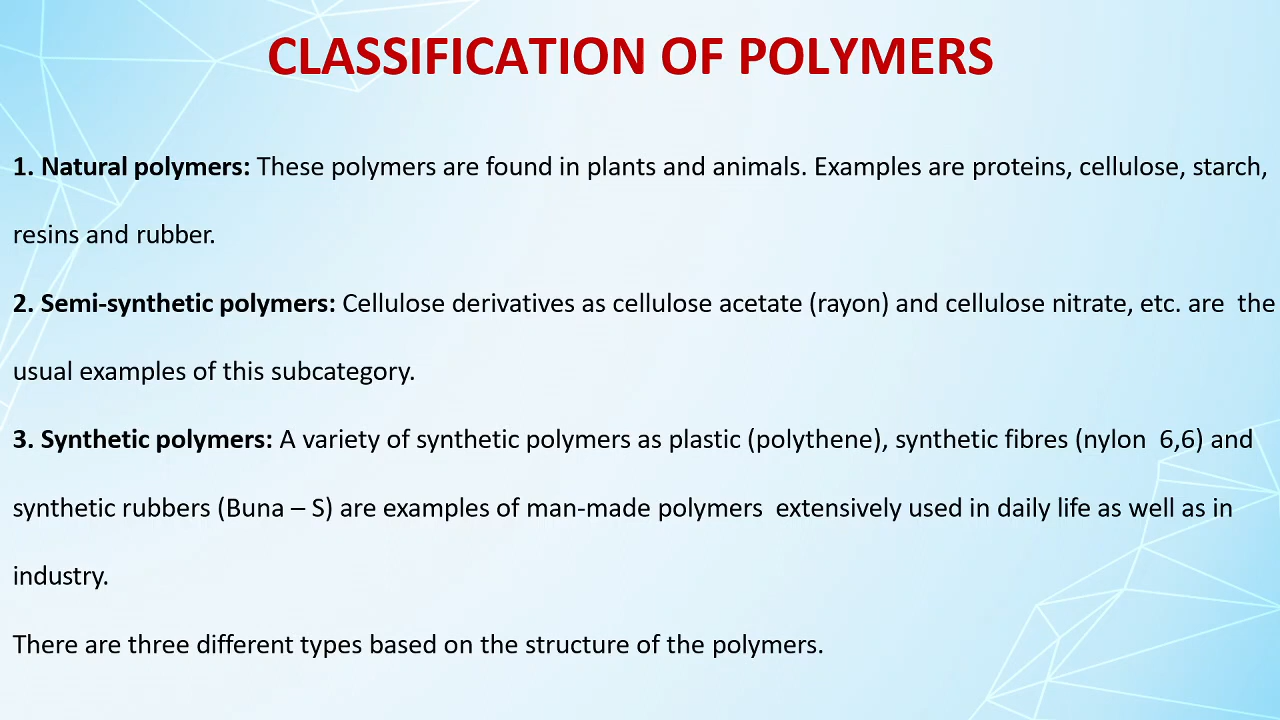 CLASSIFICATION OF POLYMERS
1. Natural polymers: These polymers are found in plants and animals. Examples are proteins, cellulose, starch,
resins and rubber.
2. Semi-synthetic polymers: Cellulose derivatives as cellulose acetate (rayon) and cellulose nitrate, etc. are  the
usual examples of this subcategory.
3. Synthetic polymers: A variety of synthetic polymers as plastic (polythene), synthetic fibres (nylon  6,6) and
synthetic rubbers (Buna – S) are examples of man-made polymers  extensively used in daily life as well as in
industry.
There are three different types based on the structure of the polymers.